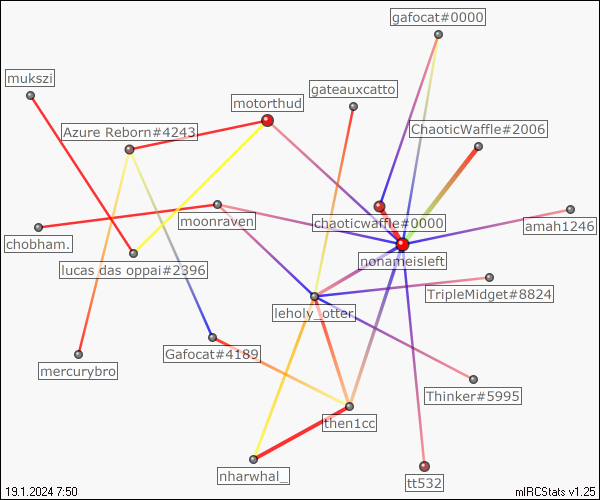 gafocat#0000
mukszi
gateauxcatto
motorthud
Azure Reborn#4243
ChaoticWaffle#2006
moonraven
chaoticwaffle#0000
amah1246
chobham.
nonameisleft
lucas das oppai#2396
TripleMidget#8824
leholy_otter
Gafocat#4189
mercurybro
Thinker#5995
then1cc
nharwhal_
tt532
19.1.2024 7:50
mIRCStats v1.25